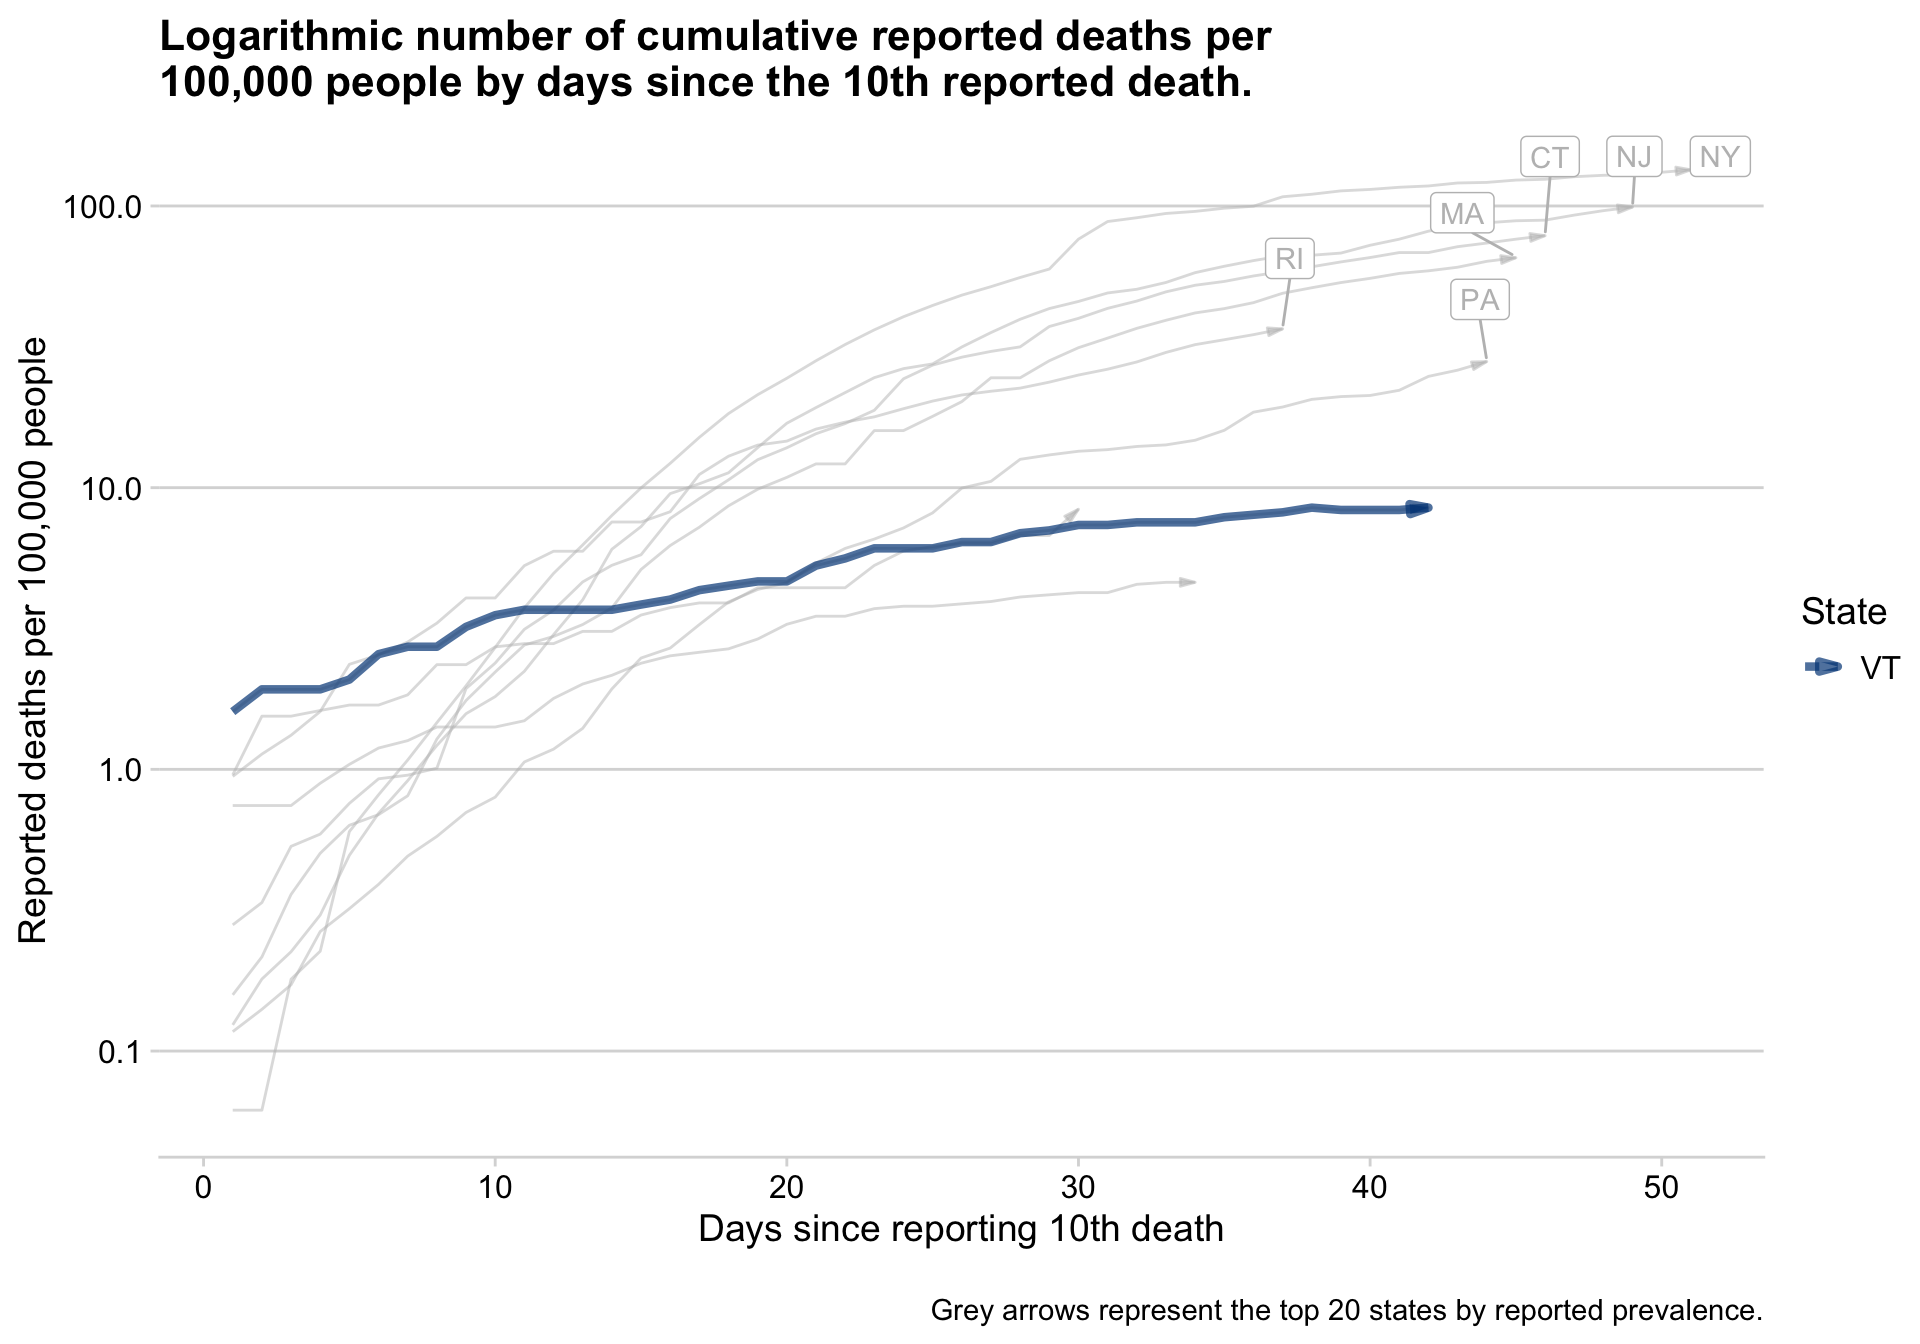 Logarithmic number of cumulative reported deaths per
100,000 people by days since the 10th reported death.
Reported deaths per 100,000 people
100.0
10.0
1.0
0.1
CT
NJ
NY
MA
RI
PA
State
VT
0
10
20
30
40
50
Days since reporting 10th death
Grey arrows represent the top 20 states by reported prevalence.